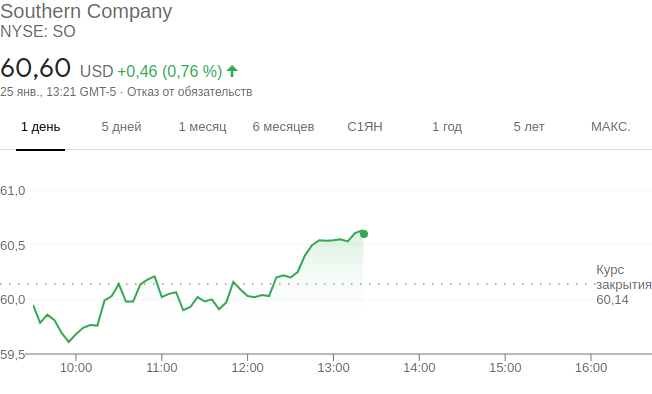 Southern Company
NYSE: SO
60,60 USD +0,46 (0,76 %)
25 янв., 13:21 GMT-5 · Отказ от обязательств
1 день 5 дней 1 месяц 6 месяцев С1ЯН 1 год 5 лет МАКС.
61,0
60,5
Курс
закрытия
60,0
60,14
59,5
10:00 11:00 12:00 13:00 14:00 15:00 16:00